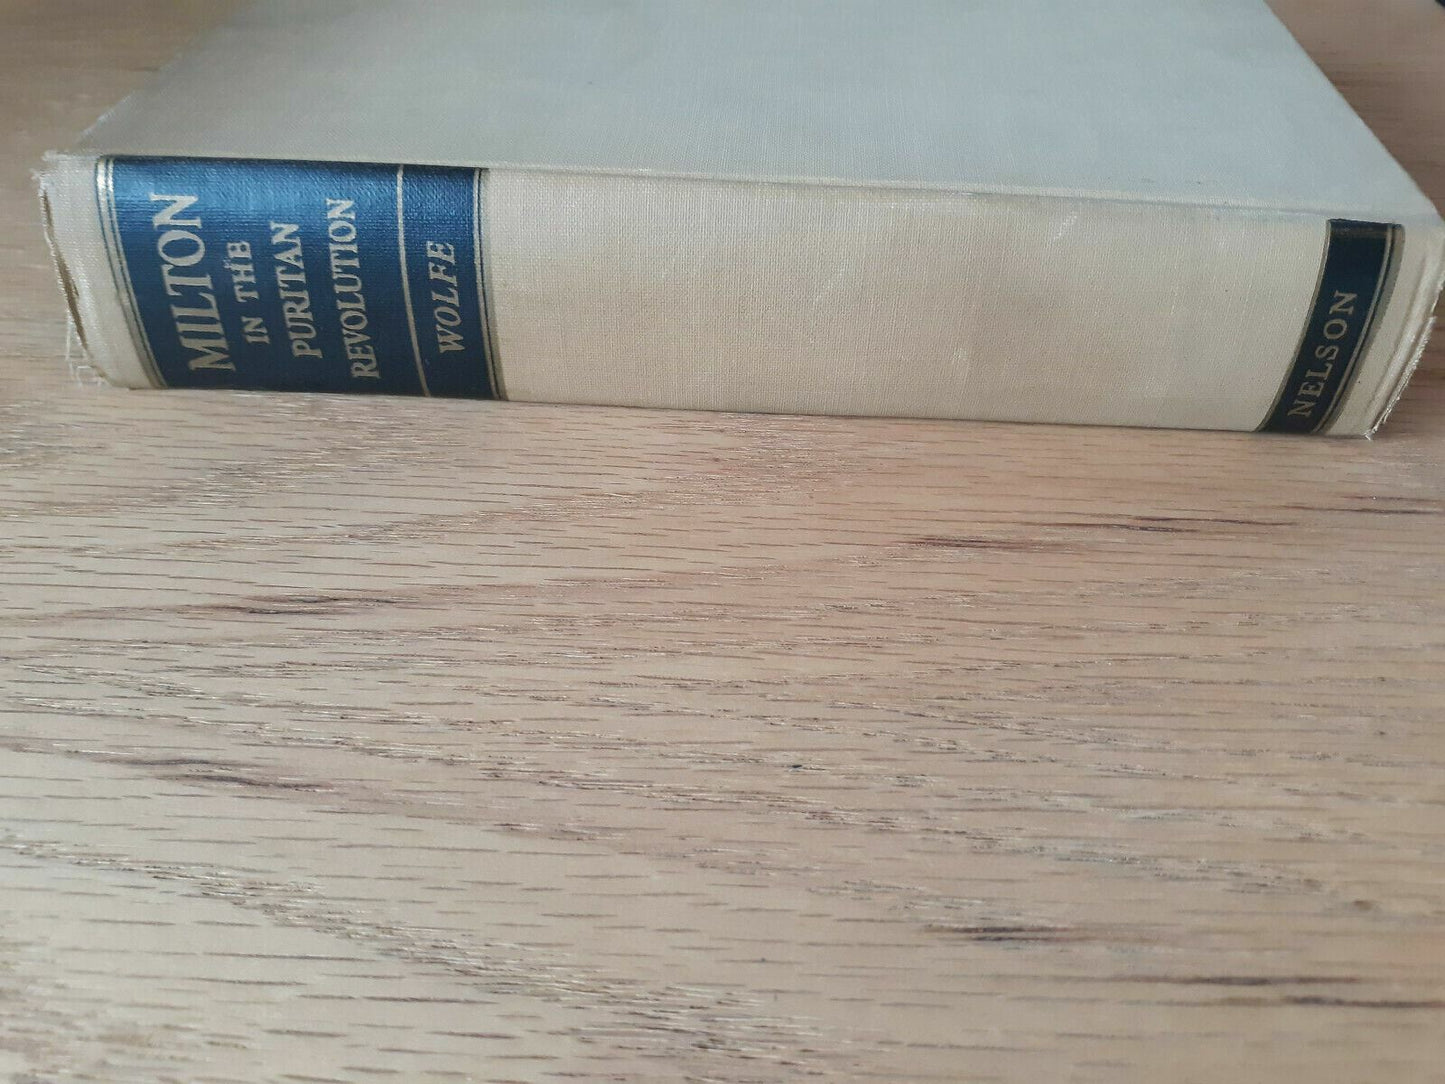 MILTON
IN THE
PURITAN
REVOLUTION
WOLFE
NELSON